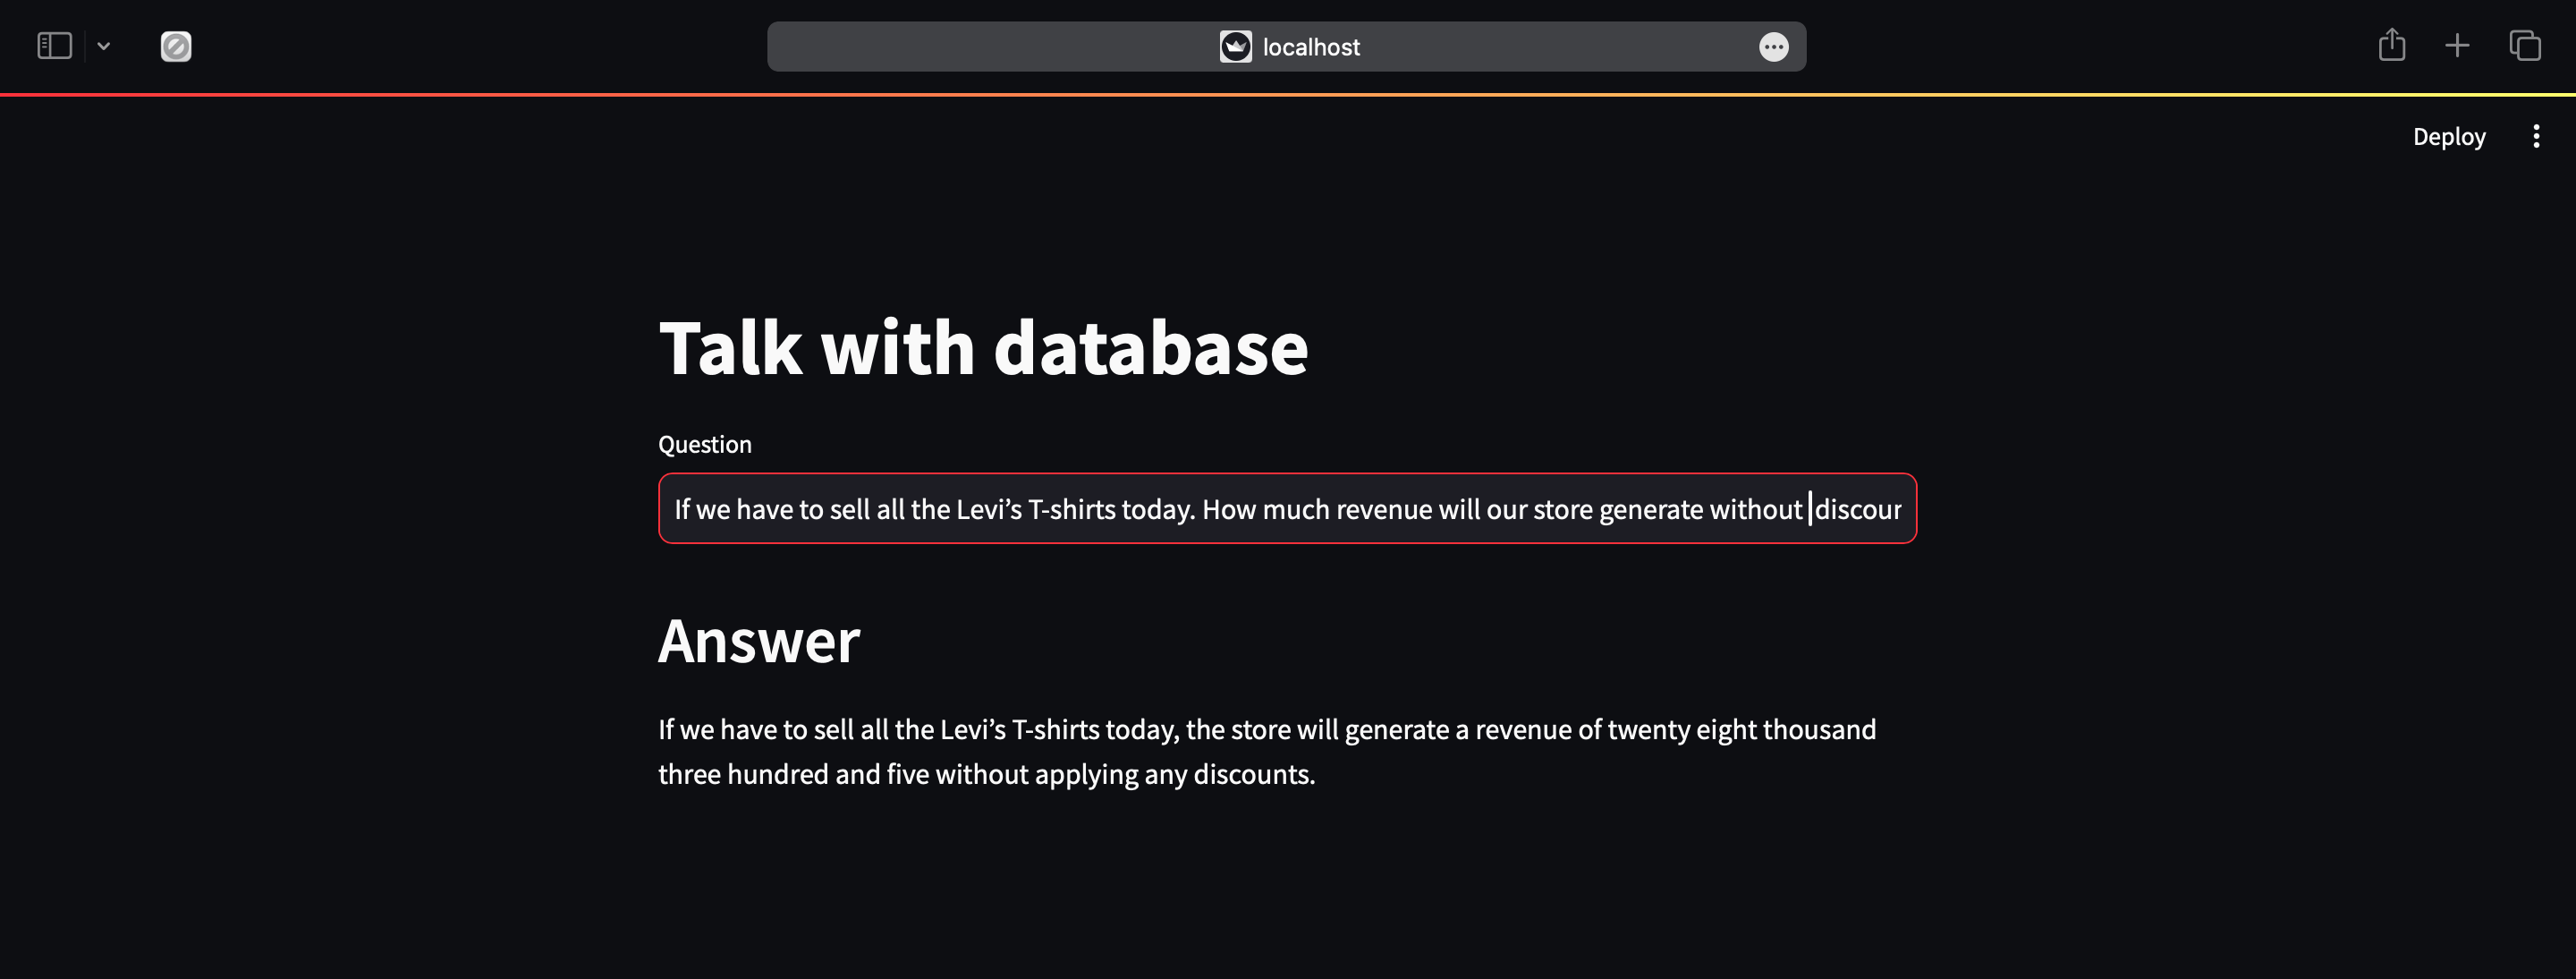 localhost
Deploy
Talk with database
Question
If we have to sell all the Levi’s T-shirts today. How much revenue will our store generate without discour
Answer
If we have to sell all the Levi’s T-shirts today, the store will generate a revenue of twenty eight thousand
three hundred and five without applying any discounts.